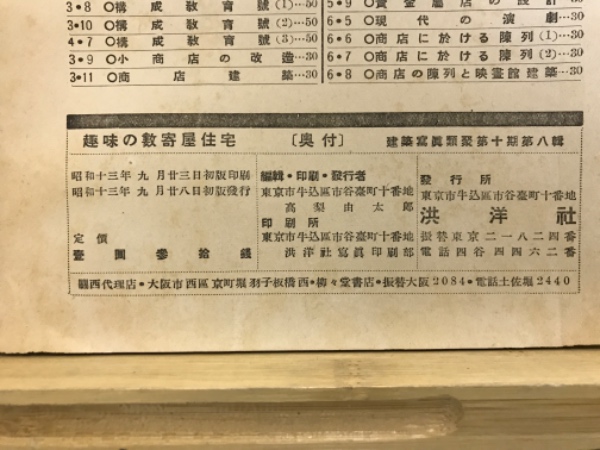 3・8 〇構成教育號(1)…50
3・10 〇構成教育號(2)…50
4・7 〇構成教育號(3)…50
3・9 〇小商店の改造…30
3・11 〇商店建築…30
6・5 〇現代の演劇…30
6・6 〇商店に於ける陳列(1)…30
6・7 〇商店に於ける陳列(2)…30
6・8 〇商店の陳列と映畫館建築…30
趣味の數寄屋住宅 〔奥付〕 建築寫眞類聚第十期第八輯
昭和十三年九月廿三日初版印刷
昭和十三年九月廿八日初版發行
定價
壹圓參拾錢
編輯・印刷・發行者
東京市牛込區市谷臺町十番地
高梨由太郎
印刷所
東京市牛込區市谷臺町十番地
洪洋社寫眞印刷部
發行所
東京市牛込區市谷臺町十番地
洪洋社
振替東京二一八二四番
電話四谷四四六二番
關西代理店・大阪市西區京町堀羽子板橋西・柳々堂書店・振替大阪2084・電話土佐堀2440